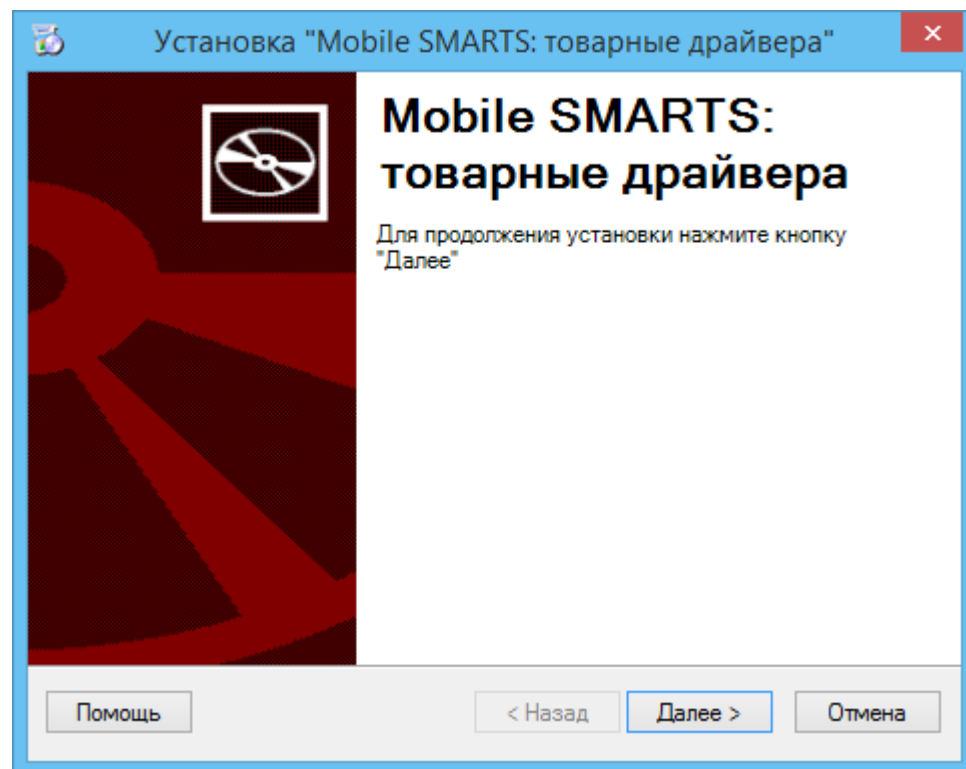 Установка "Mobile SMARTS: товарные драйвера"
×
Mobile SMARTS:
товарные драйвера
Для продолжения установки нажмите кнопку
"Далее"
Помощь
< Назад
Далее >
Отмена